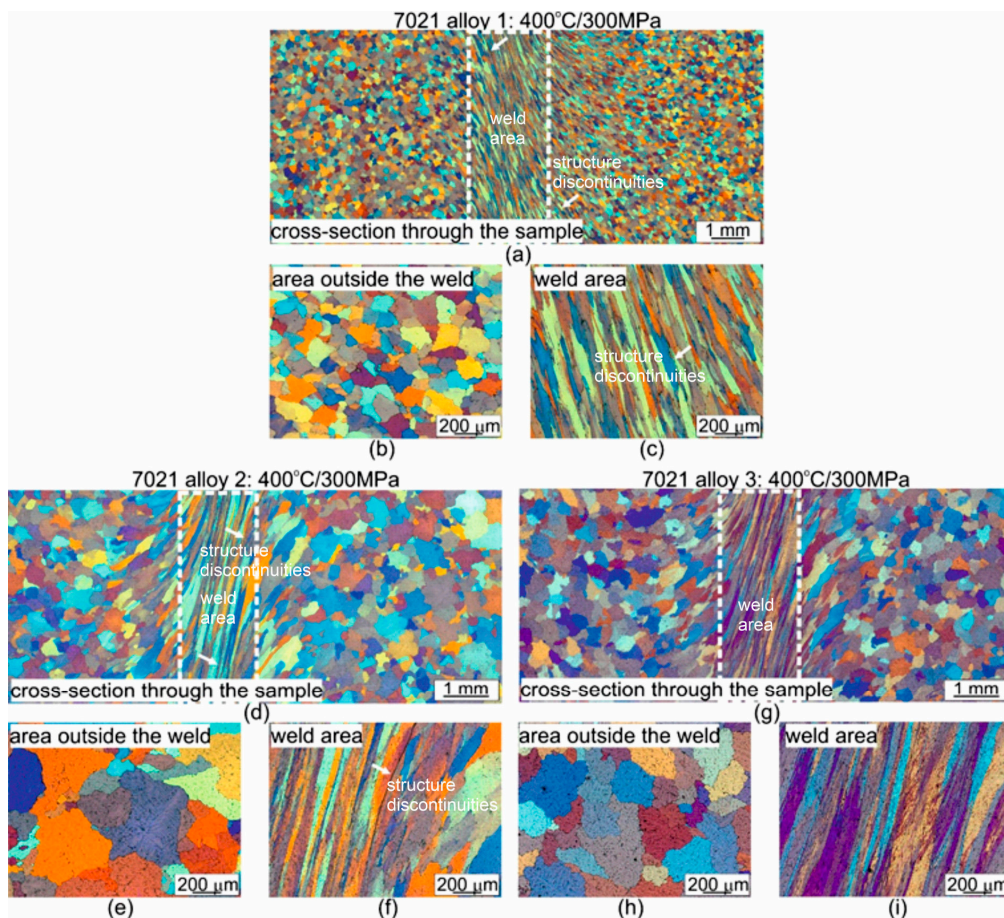 7021 alloy 1: 400°C/300MPa
weld
area
structure
discontinuities
cross-section through the sample
1 mm
(a)
area outside the weld
200 μm
(b)
weld area
structure
discontinuities
200 μm
(c)
7021 alloy 2: 400°C/300MPa
structure
discontinuities
weld
area
cross-section through the sample
1 mm
(d)
7021 alloy 3: 400°C/300MPa
weld
area
cross-section through the sample
1 mm
(g)
area outside the weld
200 μm
(e)
weld area
structure
discontinuities
200 μm
(f)
area outside the weld
200 μm
(h)
weld area
200 μm
(i)